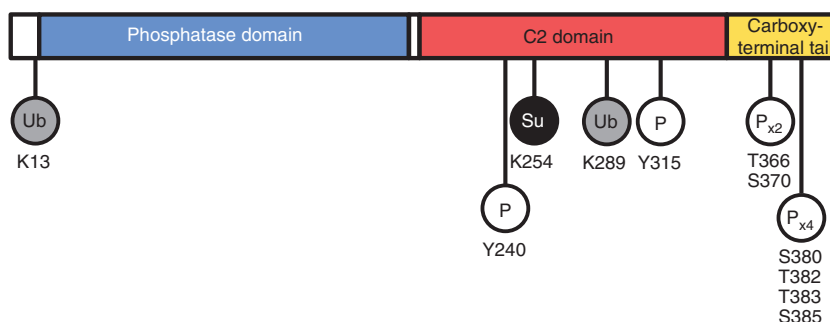 Phosphatase domain
C2 domain
Carboxy-
terminal tail
Ub
Su
Ub
P
Px2
K13
K254
K289
Y315
T366
S370
P
Px4
Y240
S380
T382
T383
S385